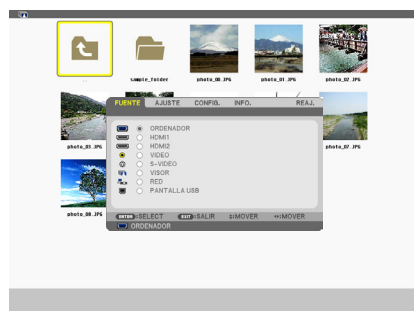 ..
sample_folder
photo_00.JPG
photo_01.JPG
photo_02.JPG
FUENTE AJUSTE CONFIG. INFO. REAJ.
photo_03.JPG
photo_07.JPG
ORDENADOR
HDMI1
HDMI2
VIDEO
S-VIDEO
VISOR
RED
PANTALLA USB
photo_08.JPG
ENTER:SELECT EXIT:SALIR ↕:MOVER ↔:MOVER
ORDENADOR